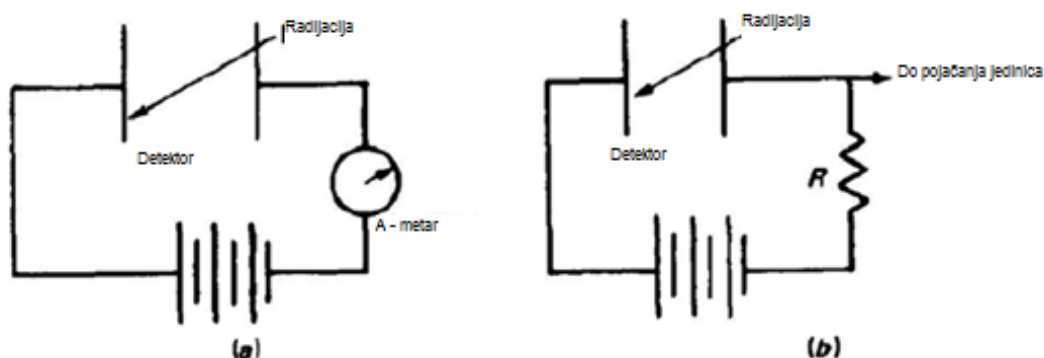 Radijacija
Detektor
A - metar
(a)
Radijacija
Do pojačanja jedinica
Detektor
R
(b)